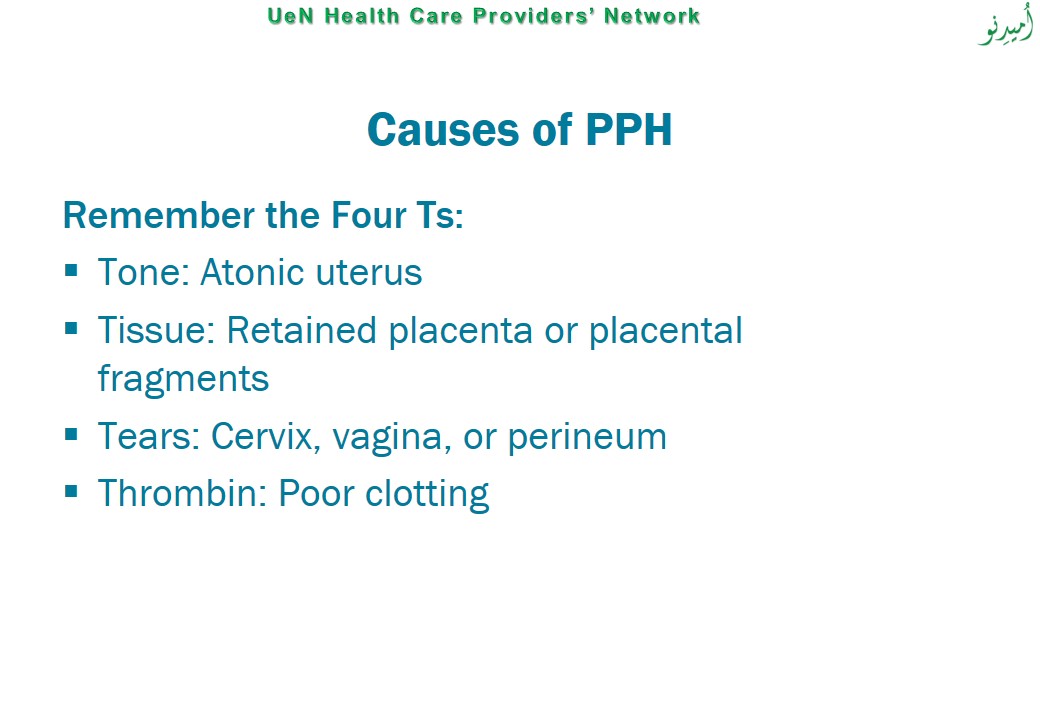 UeN Health Care Providers’ Network
أُميدِنو
Causes of PPH
Remember the Four Ts:
▪ Tone: Atonic uterus
▪ Tissue: Retained placenta or placental
fragments
▪ Tears: Cervix, vagina, or perineum
▪ Thrombin: Poor clotting